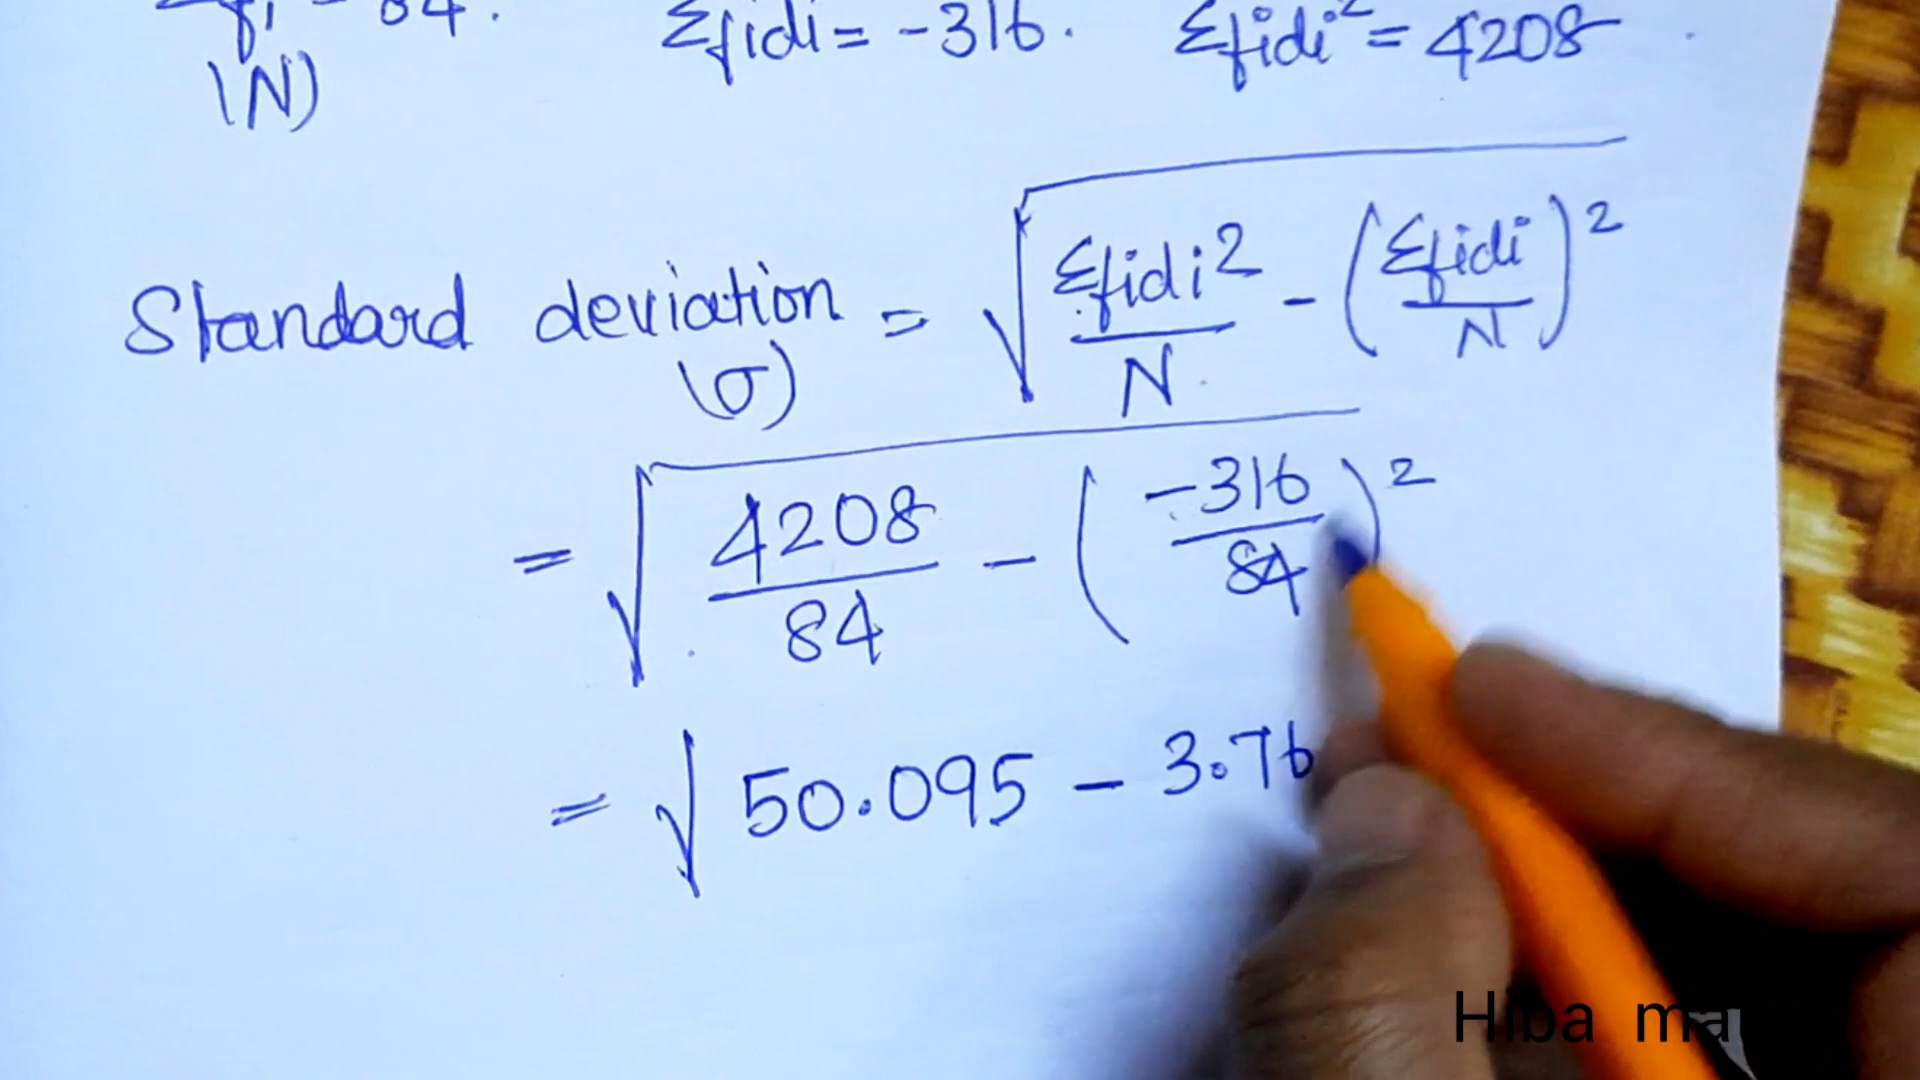 Σfidi = -316. Σfidi² = 4208
(N)
Standard deviation = √ Σfidi²/N - (Σfidi/N)²
(σ)
= √ 4208/84 - (-316/84)²
= √ 50.095 - 3.76
Hiba ma